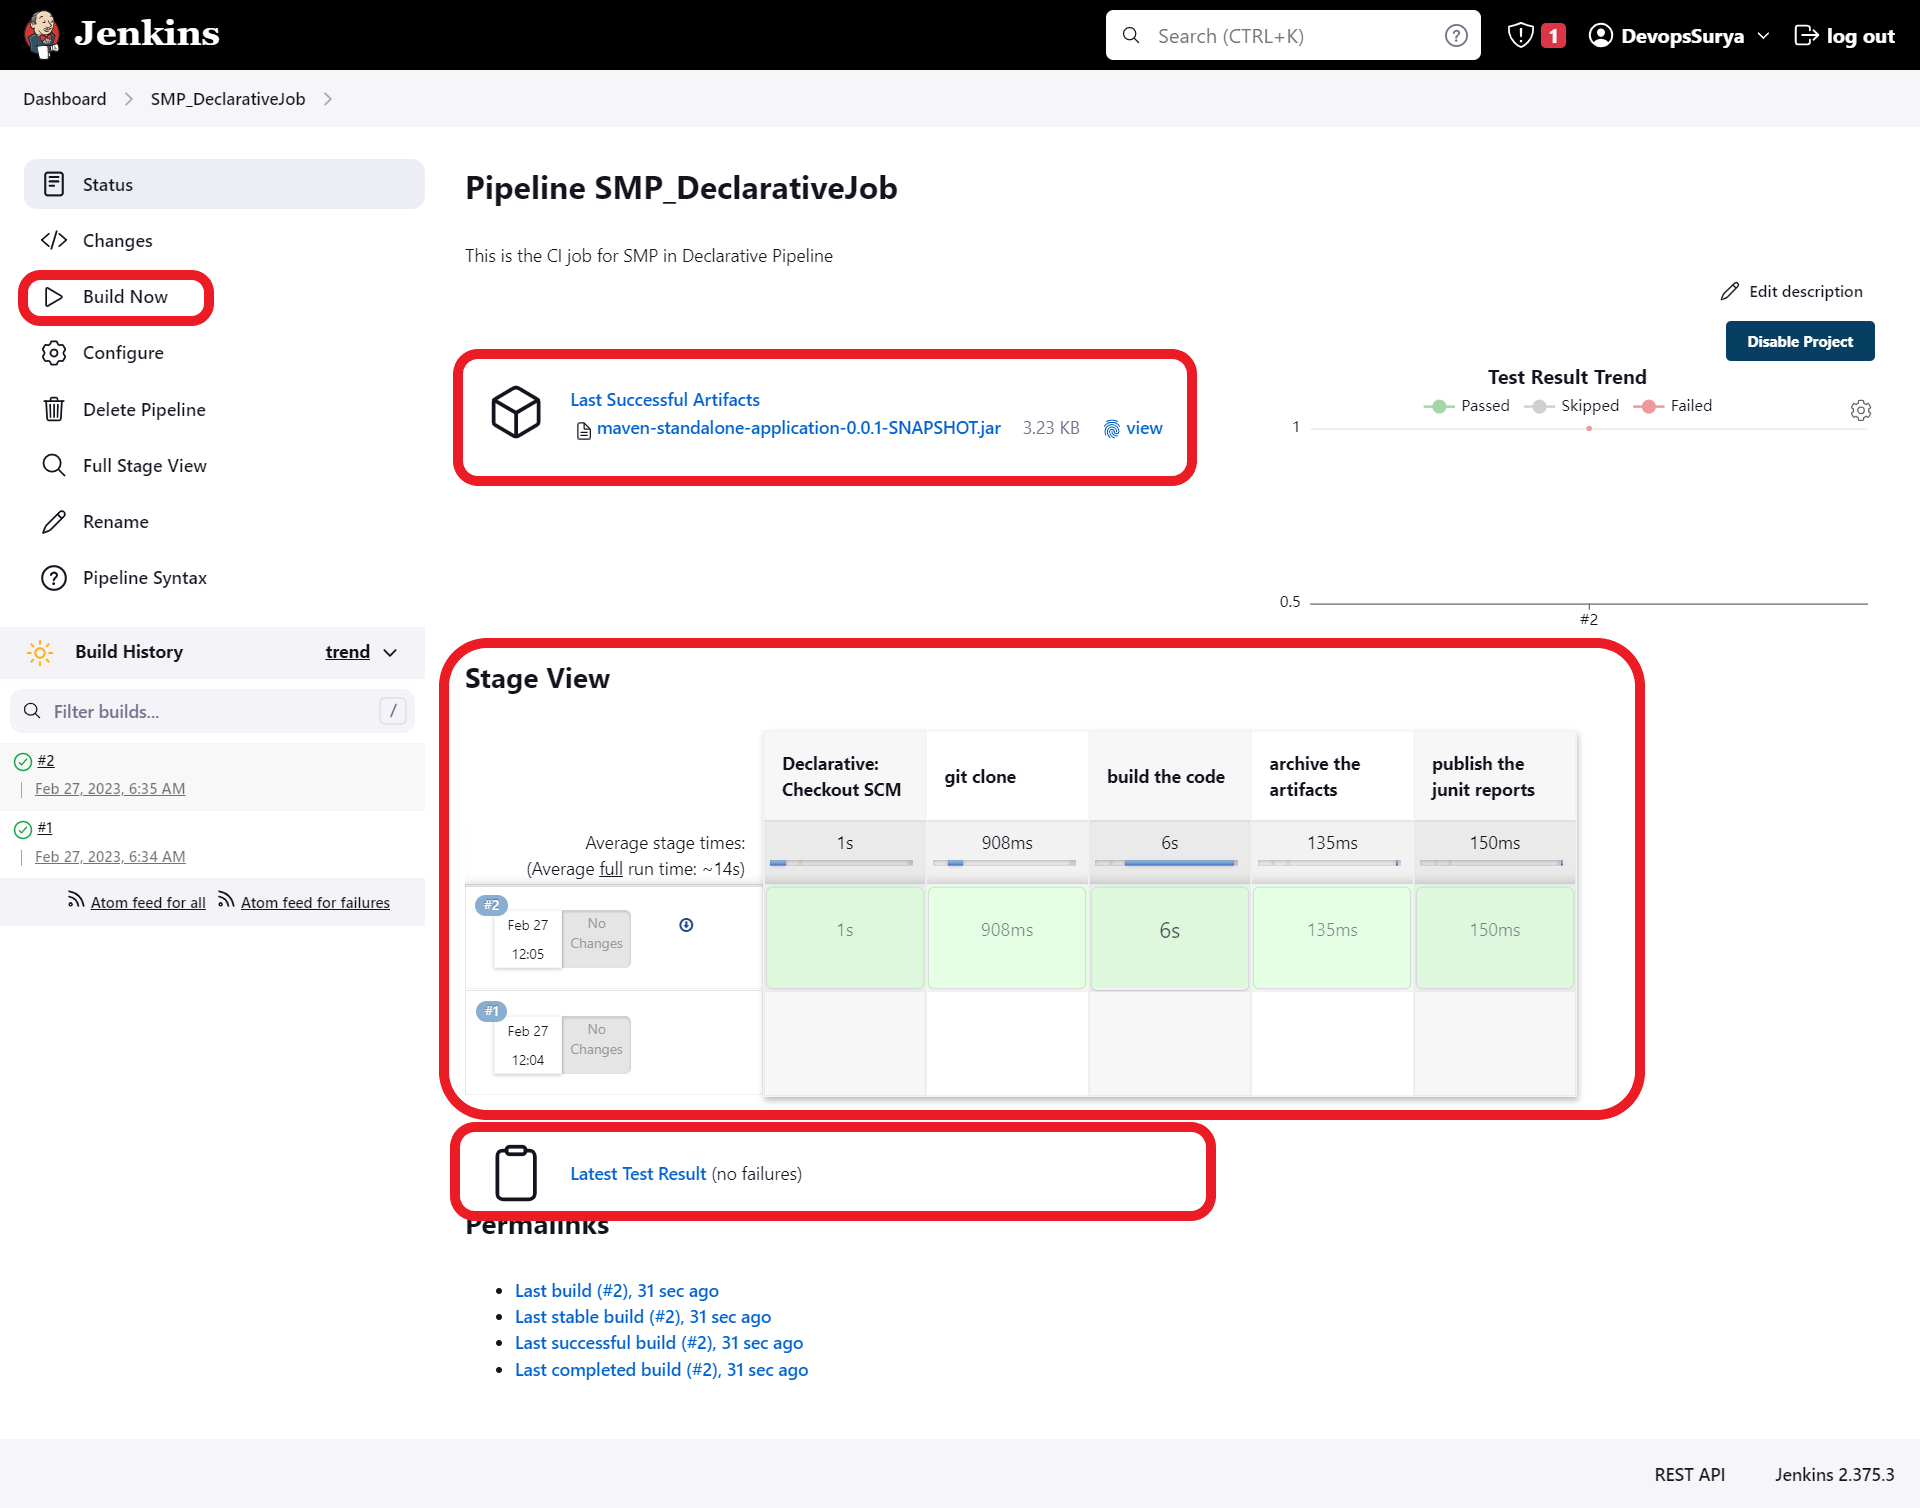 Jenkins
Search (CTRL+K)
1
DevopsSurya
log out
Dashboard
SMP_DeclarativeJob
Status
Changes
Build Now
Configure
Delete Pipeline
Full Stage View
Rename
Pipeline Syntax
Build History
trend
Filter builds...
/
#2
Feb 27, 2023, 6:35 AM
#1
Feb 27, 2023, 6:34 AM
Atom feed for all
Atom feed for failures
Pipeline SMP_DeclarativeJob
This is the CI job for SMP in Declarative Pipeline
Edit description
Disable Project
Last Successful Artifacts
maven-standalone-application-0.0.1-SNAPSHOT.jar 3.23 KB view
Test Result Trend
Passed Skipped Failed
1
0.5
#2
Stage View
Declarative: Checkout SCM
git clone
build the code
archive the artifacts
publish the junit reports
Average stage times:
(Average full run time: ~14s)
1s 908ms 6s 135ms 150ms
#2
Feb 27
12:05
No Changes
1s 908ms 6s 135ms 150ms
#1
Feb 27
12:04
No Changes
Latest Test Result (no failures)
Permalinks
Last build (#2), 31 sec ago
Last stable build (#2), 31 sec ago
Last successful build (#2), 31 sec ago
Last completed build (#2), 31 sec ago
REST API
Jenkins 2.375.3